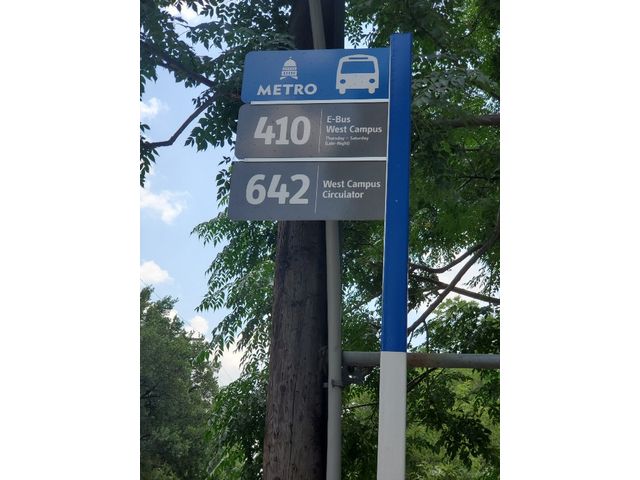 METRO
410
E-Bus
West Campus
Thursday - Saturday
(Late-Night)
642
West Campus
Circulator